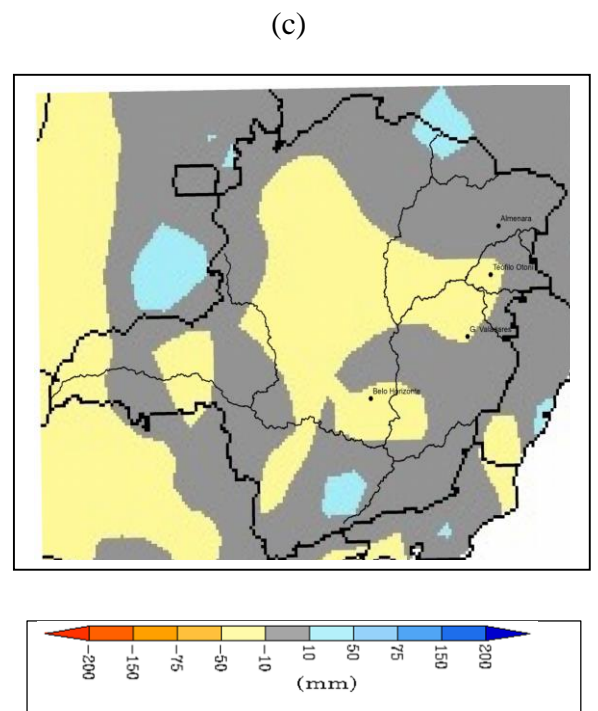 (c)
Almenara
Teófilo Otoni
G. Valadares
Belo Horizonte
-200 -150 -75 -50 -10 10 50 75 150 200
(mm)